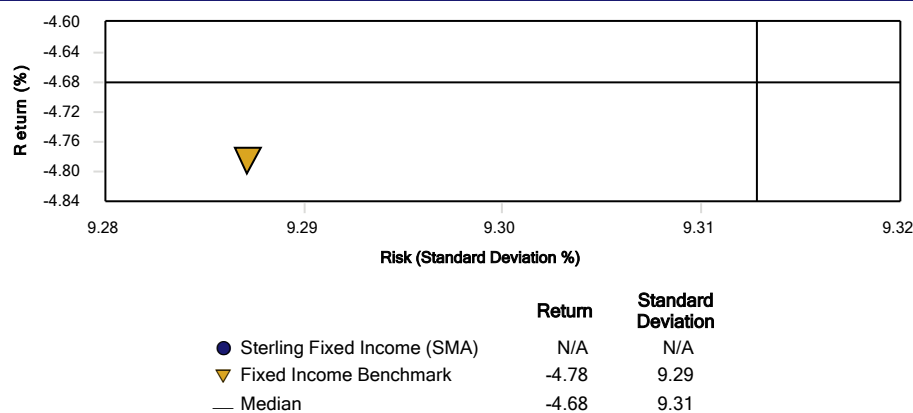 -4.60
-4.64
-4.68
-4.72
-4.76
-4.80
-4.84
Return (%)
9.28 9.29 9.30 9.31 9.32
Risk (Standard Deviation %)
Return Standard Deviation
Sterling Fixed Income (SMA) N/A N/A
Fixed Income Benchmark -4.78 9.29
Median -4.68 9.31